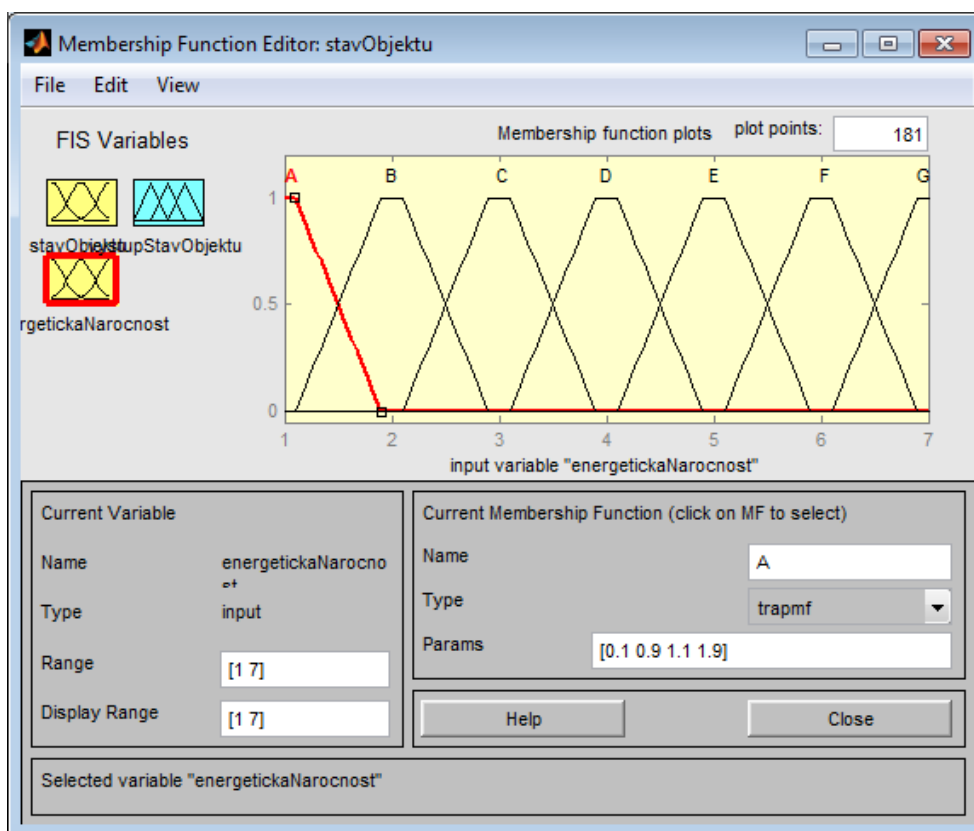 Membership Function Editor: stavObjektu
File Edit View
FIS Variables
Membership function plots plot points: 181
stavObjektu
vystupStavObjektu
rgetickaNarocnost
A B C D E F G
1
0.5
0
1 2 3 4 5 6 7
input variable "energetickaNarocnost"
Current Variable
Name energetickaNarocno
st
Type input
Range [1 7]
Display Range [1 7]
Current Membership Function (click on MF to select)
Name A
Type trapmf
Params [0.1 0.9 1.1 1.9]
Help Close
Selected variable "energetickaNarocnost"